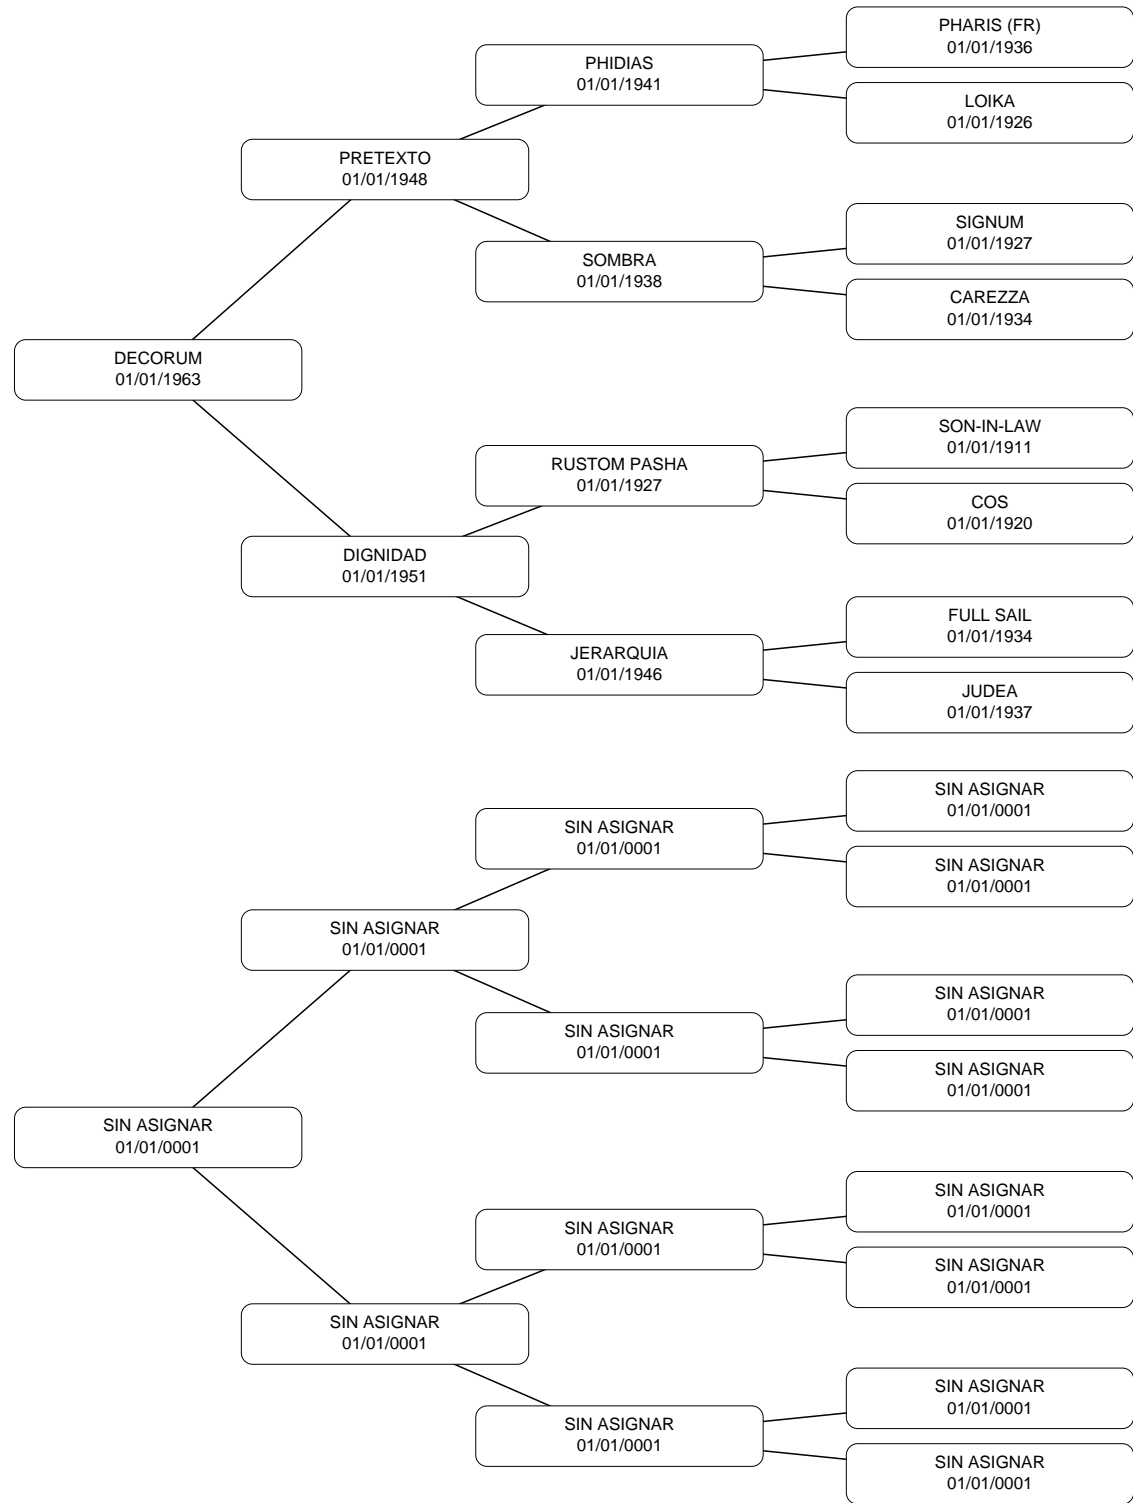 PHARIS (FR)
01/01/1936
PHIDIAS
01/01/1941
LOIKA
01/01/1926
PRETEXTO
01/01/1948
SIGNUM
01/01/1927
SOMBRA
01/01/1938
CAREZZA
01/01/1934
DECORUM
01/01/1963
SON-IN-LAW
01/01/1911
RUSTOM PASHA
01/01/1927
COS
01/01/1920
DIGNIDAD
01/01/1951
FULL SAIL
01/01/1934
JERARQUIA
01/01/1946
JUDEA
01/01/1937
SIN ASIGNAR
01/01/0001
SIN ASIGNAR
01/01/0001
SIN ASIGNAR
01/01/0001
SIN ASIGNAR
01/01/0001
SIN ASIGNAR
01/01/0001
SIN ASIGNAR
01/01/0001
SIN ASIGNAR
01/01/0001
SIN ASIGNAR
01/01/0001
SIN ASIGNAR
01/01/0001
SIN ASIGNAR
01/01/0001
SIN ASIGNAR
01/01/0001
SIN ASIGNAR
01/01/0001
SIN ASIGNAR
01/01/0001
SIN ASIGNAR
01/01/0001
SIN ASIGNAR
01/01/0001